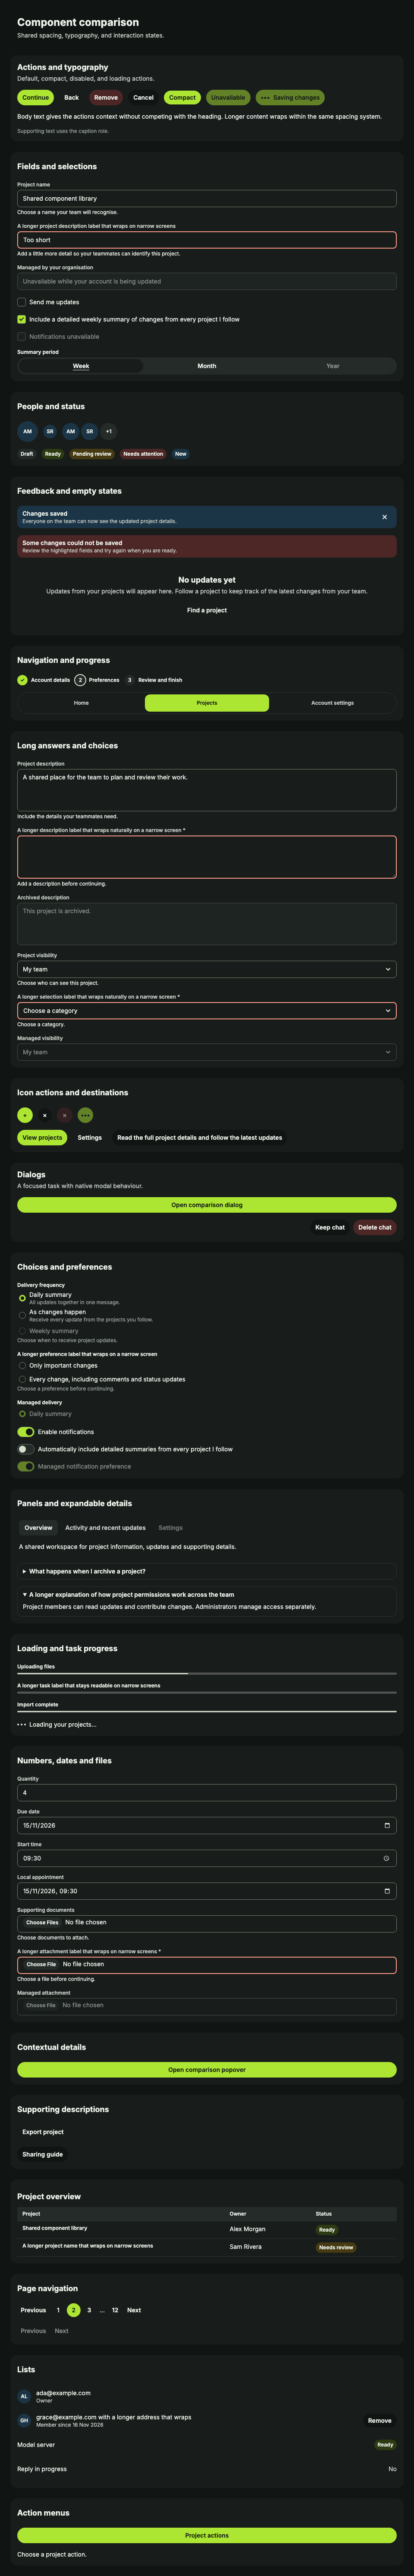 Component comparison
Shared spacing, typography, and interaction states.
Actions and typography
Default, compact, disabled, and loading actions.
Continue Back Remove Cancel Compact Unavailable Saving changes
Body text gives the actions context without competing with the heading. Longer content wraps within the same spacing system.
Supporting text uses the caption role.
Fields and selections
Project name
Shared component library
Choose a name your team will recognise.
A longer project description label that wraps on narrow screens
Too short
Add a little more detail so your teammates can identify this project.
Managed by your organisation
Unavailable while your account is being updated
Send me updates
Include a detailed weekly summary of changes from every project I follow
Notifications unavailable
Summary period
Week Month Year
People and status
AM SR AM SR +1
Draft Ready Pending review Needs attention New
Feedback and empty states
Changes saved
Everyone on the team can now see the updated project details.
Some changes could not be saved
Review the highlighted fields and try again when you are ready.
No updates yet
Updates from your projects will appear here. Follow a project to keep track of the latest changes from your team.
Find a project
Navigation and progress
Account details 2 Preferences 3 Review and finish
Home Projects Account settings
Long answers and choices
Project description
A shared place for the team to plan and review their work.
Include the details your teammates need.
A longer description label that wraps naturally on a narrow screen *
Add a description before continuing.
Archived description
This project is archived.
Project visibility
My team
Choose who can see this project.
A longer selection label that wraps naturally on a narrow screen *
Choose a category
Choose a category.
Managed visibility
My team
Icon actions and destinations
View projects Settings Read the full project details and follow the latest updates
Dialogs
A focused task with native modal behaviour.
Open comparison dialog
Keep chat Delete chat
Choices and preferences
Delivery frequency
Daily summary
All updates together in one message.
As changes happen
Receive every update from the projects you follow.
Weekly summary
Choose when to receive project updates.
A longer preference label that wraps on a narrow screen
Only important changes
Every change, including comments and status updates
Choose a preference before continuing.
Managed delivery
Daily summary
Enable notifications
Automatically include detailed summaries from every project I follow
Managed notification preference
Panels and expandable details
Overview Activity and recent updates Settings
A shared workspace for project information, updates and supporting details.
What happens when I archive a project?
A longer explanation of how project permissions work across the team
Project members can read updates and contribute changes. Administrators manage access separately.
Loading and task progress
Uploading files
A longer task label that stays readable on narrow screens
Import complete
Loading your projects…
Numbers, dates and files
Quantity
4
Due date
15/11/2026
Start time
09:30
Local appointment
15/11/2026, 09:30
Supporting documents
Choose Files No file chosen
Choose documents to attach.
A longer attachment label that wraps on narrow screens *
Choose File No file chosen
Choose a file before continuing.
Managed attachment
Choose File No file chosen
Contextual details
Open comparison popover
Supporting descriptions
Export project
Sharing guide
Project overview
Project Owner Status
Shared component library Alex Morgan Ready
A longer project name that wraps on narrow screens Sam Rivera Needs review
Page navigation
Previous 1 2 3 … 12 Next
Previous Next
Lists
AL ada@example.com
Owner
GH grace@example.com with a longer address that wraps
Member since 16 Nov 2026
Remove
Model server Ready
Reply in progress No
Action menus
Project actions
Choose a project action.